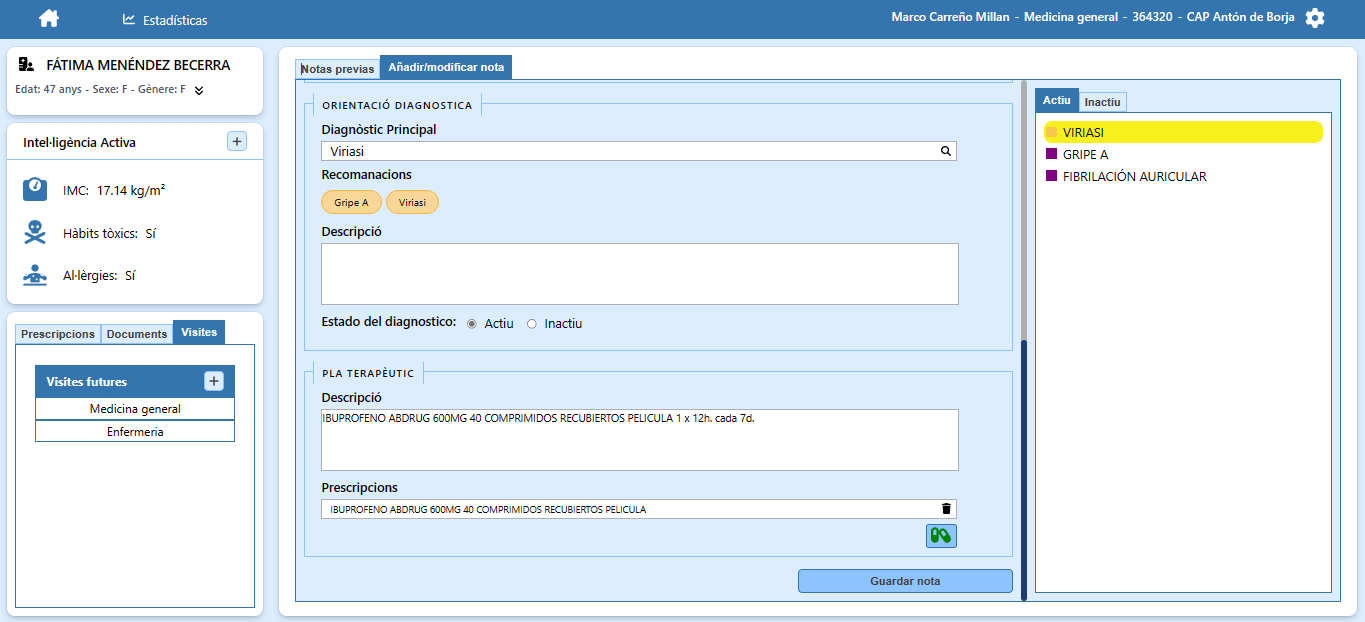 Estadísticas
Marco Carreño Millan - Medicina general - 364320 - CAP Antón de Borja
FÁTIMA MENÉNDEZ BECERRA
Edat: 47 anys - Sexe: F - Gènere: F
Intel·ligència Activa
+
IMC: 17.14 kg/m²
Hàbits tòxics: Sí
Al·lèrgies: Sí
Prescripcions Documents Visites
Visites futures +
Medicina general
Enfermeria
Notas previas Añadir/modificar nota
ORIENTACIÓ DIAGNOSTICA
Diagnòstic Principal
Viriasi
Recomanacions
Gripe A Viriasi
Descripció
Estado del diagnostico: Actiu Inactiu
PLA TERAPÈUTIC
Descripció
IBUPROFENO ABDRUG 600MG 40 COMPRIMIDOS RECUBIERTOS PELICULA 1 x 12h. cada 7d.
Prescripcions
IBUPROFENO ABDRUG 600MG 40 COMPRIMIDOS RECUBIERTOS PELICULA
Guardar nota
Actiu Inactiu
VIRIASI
GRIPE A
FIBRILACIÓN AURICULAR